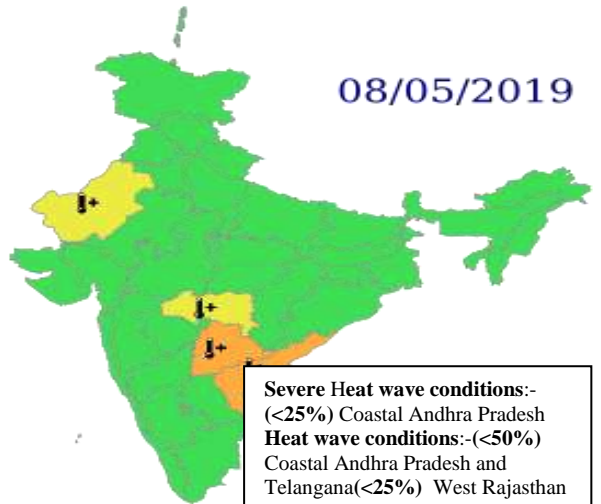 08/05/2019
Severe Heat wave conditions:-
(<25%) Coastal Andhra Pradesh
Heat wave conditions:-(<50%)
Coastal Andhra Pradesh and
Telangana(<25%) West Rajasthan